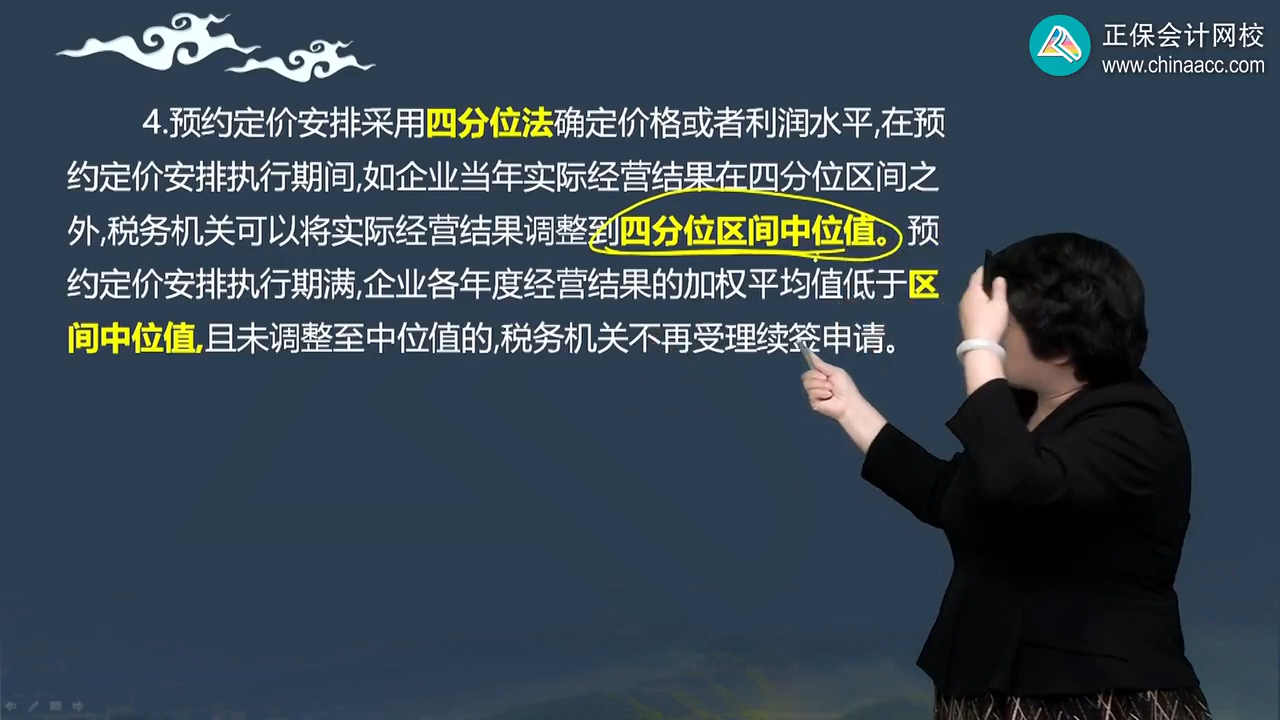 正保会计网校
www.chinaacc.com
4.预约定价安排采用四分位法确定价格或者利润水平,在预
约定价安排执行期间,如企业当年实际经营结果在四分位区间之
外,税务机关可以将实际经营结果调整到四分位区间中位值。预
约定价安排执行期满,企业各年度经营结果的加权平均值低于区
间中位值,且未调整至中位值的,税务机关不再受理续签申请。